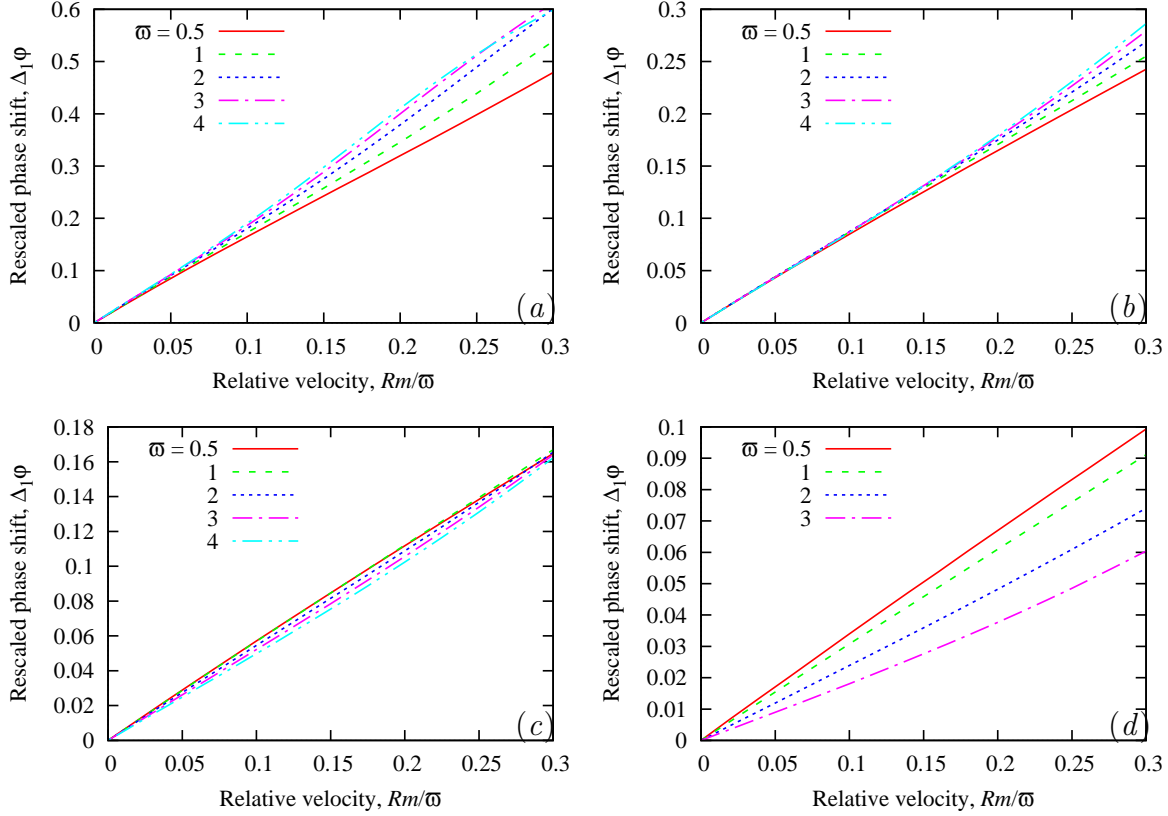 0.6
0.5
0.4
0.3
0.2
0.1
0
Rescaled phase shift, Δ₁φ
ϖ = 0.5
1
2
3
4
(a)
0 0.05 0.1 0.15 0.2 0.25 0.3
Relative velocity, Rm/ϖ
0.3
0.25
0.2
0.15
0.1
0.05
0
Rescaled phase shift, Δ₁φ
ϖ = 0.5
1
2
3
4
(b)
0 0.05 0.1 0.15 0.2 0.25 0.3
Relative velocity, Rm/ϖ
0.18
0.16
0.14
0.12
0.1
0.08
0.06
0.04
0.02
0
Rescaled phase shift, Δ₁φ
ϖ = 0.5
1
2
3
4
(c)
0 0.05 0.1 0.15 0.2 0.25 0.3
Relative velocity, Rm/ϖ
0.1
0.09
0.08
0.07
0.06
0.05
0.04
0.03
0.02
0.01
0
Rescaled phase shift, Δ₁φ
ϖ = 0.5
1
2
3
(d)
0 0.05 0.1 0.15 0.2 0.25 0.3
Relative velocity, Rm/ϖ